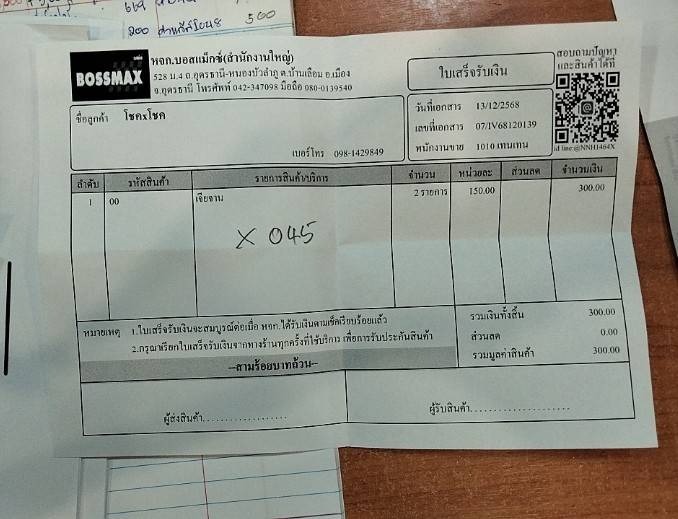 669
200 500
BOSSMAX
หจก.บอสแม็กซ์(สำนักงานใหญ่)
528 ม.4 ถ.อุดรธานี-หนองบัวลำภู ต.บ้านเลื่อม อ.เมือง
จ.อุดรธานี โทรศัพท์ 042-347098 มือถือ 080-0139540
ใบเสร็จรับเงิน
สอบถามปัญหา
และสินค้าได้ที่
id line:@NNH1464X
ชื่อลูกค้า โชคxโชค
เบอร์โทร 098-1429849
วันที่เอกสาร 13/12/2568
เลขที่เอกสาร 07/IV68120139
พนักงานขาย 1010 เทนเทน
ลำดับ รหัสสินค้า รายการสินค้า/บริการ จำนวน หน่วยละ ส่วนลด จำนวนเงิน
1 00 เจียจาน 2 รายการ 150.00 300.00
X 045
หมายเหตุ 1.ใบเสร็จรับเงินจะสมบูรณ์ต่อเมื่อ หจก.ได้รับเงินตามเช็คเรียบร้อยแล้ว
2.กรุณาเรียกใบเสร็จรับเงินจากทางร้านทุกครั้งที่ใช้บริการ เพื่อการรับประกันสินค้า
--สามร้อยบาทถ้วน--
รวมเงินทั้งสิ้น 300.00
ส่วนลด 0.00
รวมมูลค่าสินค้า 300.00
ผู้ส่งสินค้า....................
ผู้รับสินค้า........................